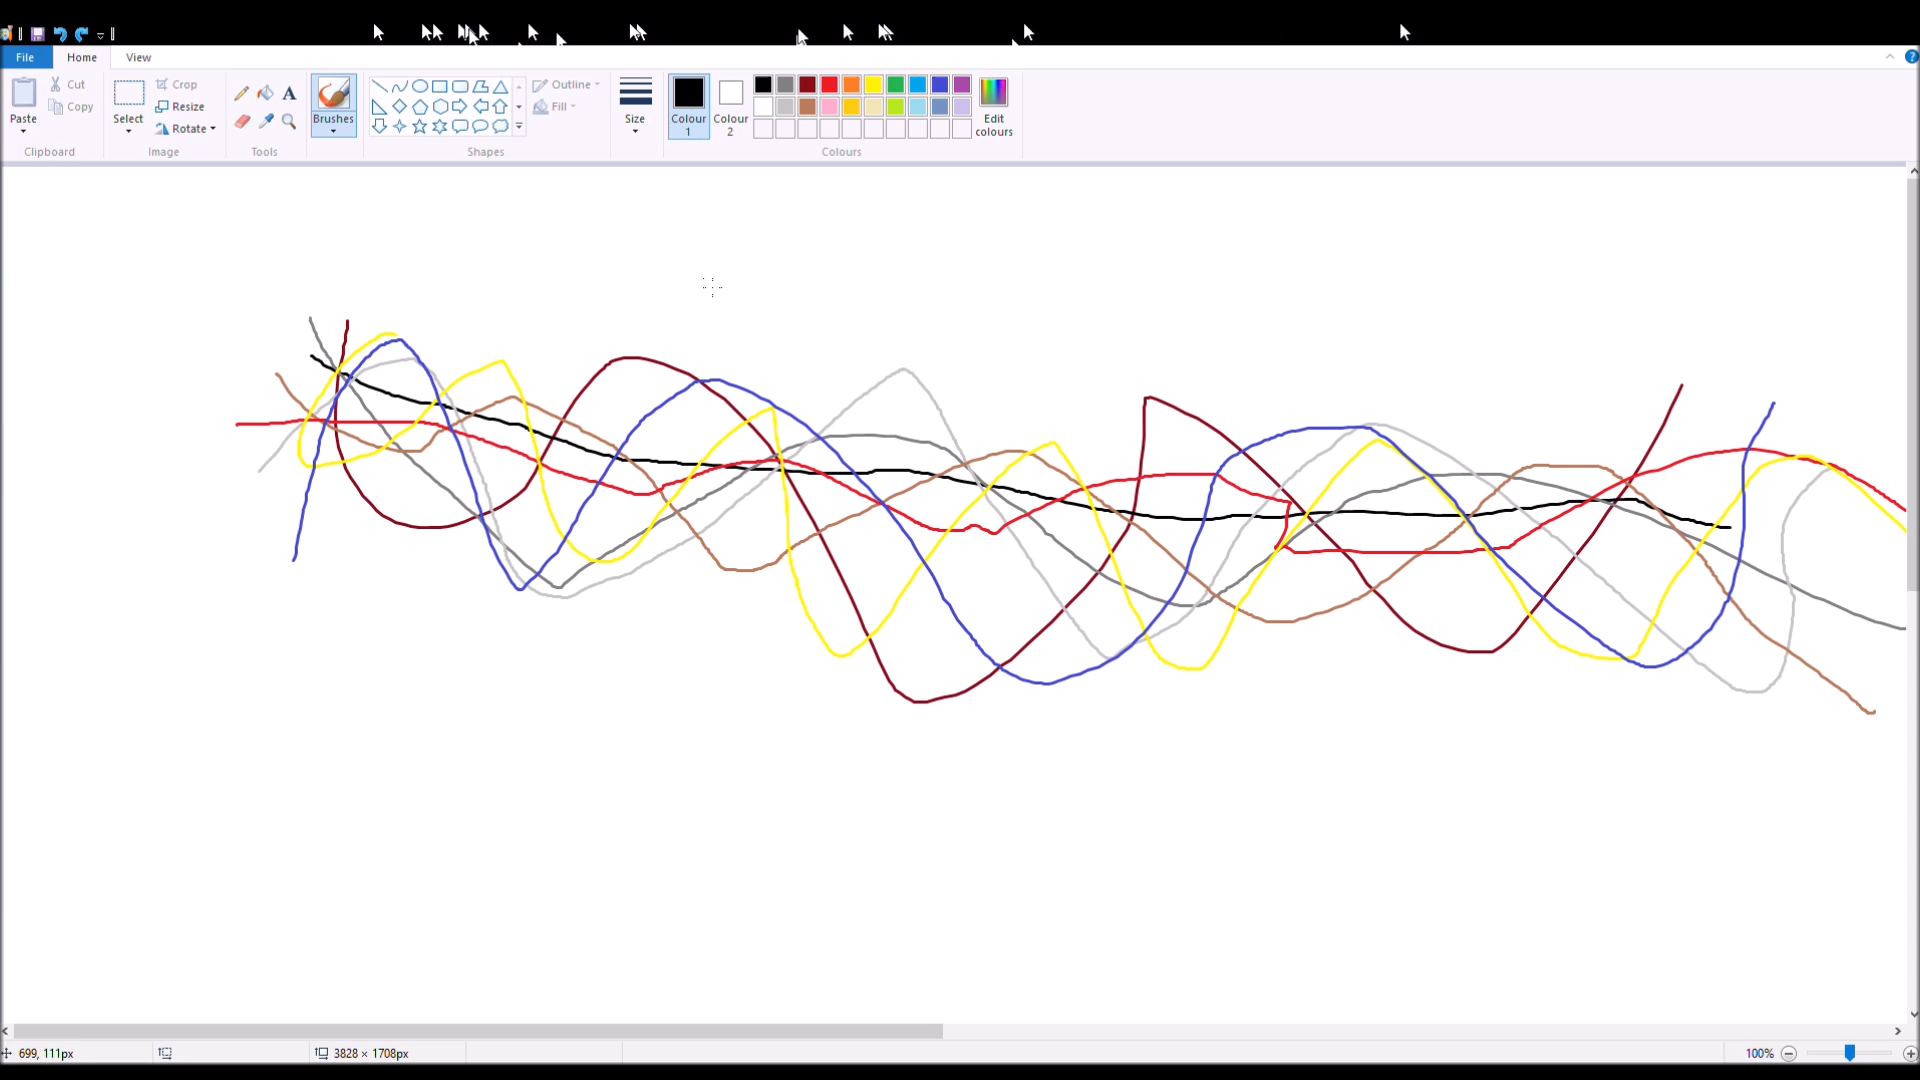 File Home View
Paste
Cut
Copy
Clipboard
Select
Crop
Resize
Rotate
Image
A
Tools
Brushes
Shapes
Outline
Fill
Size
Colour
1
Colour
2
Edit
colours
Colours
699, 111px
3828 × 1708px
100%